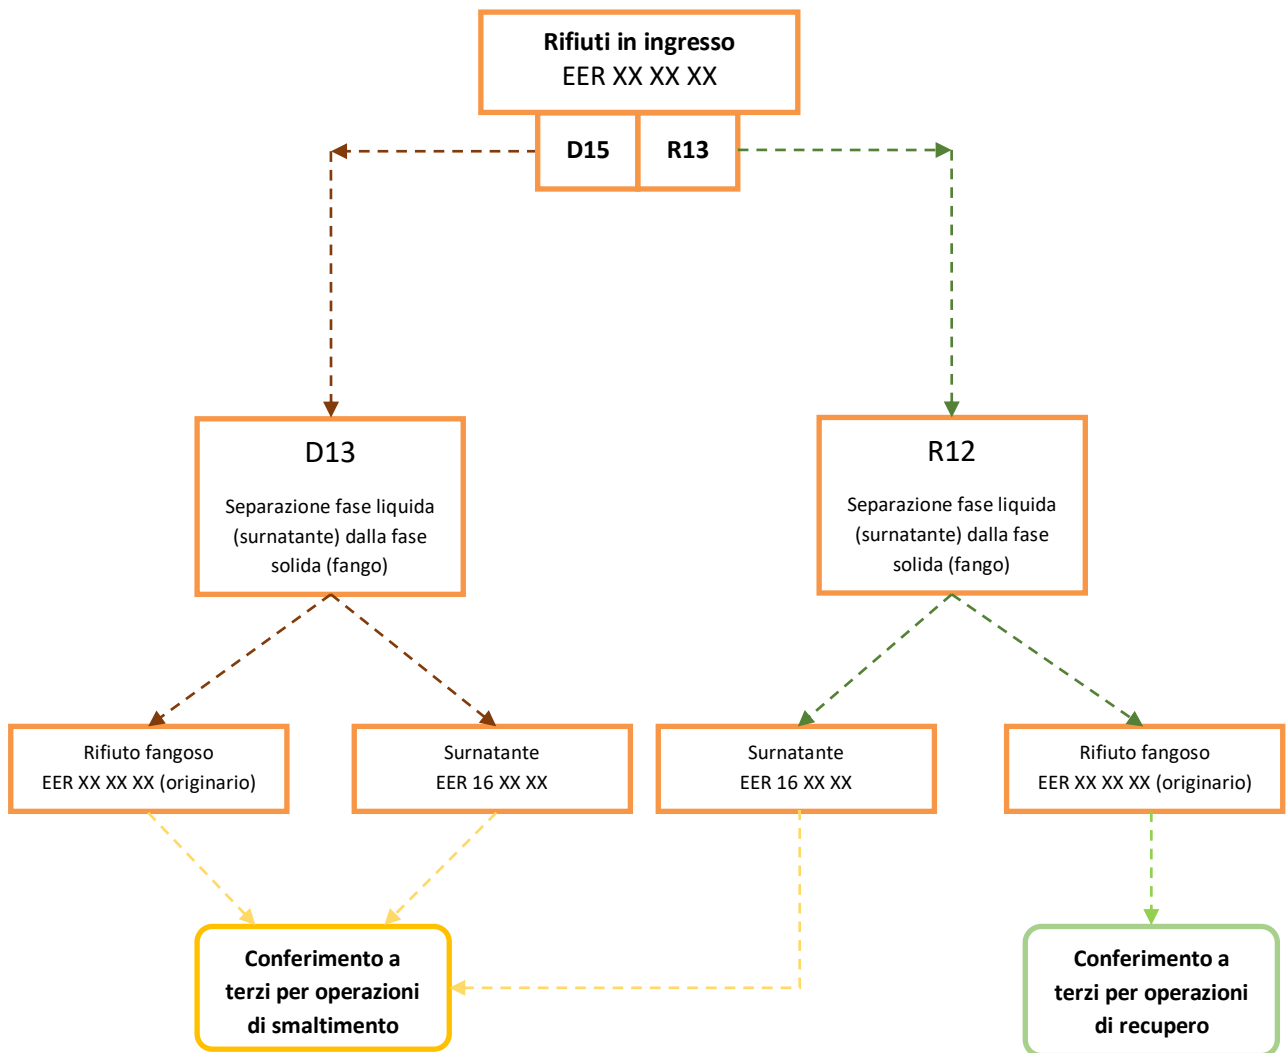 Rifiuti in ingresso
EER XX XX XX
D15
R13
D13
Separazione fase liquida
(surnatante) dalla fase
solida (fango)
R12
Separazione fase liquida
(surnatante) dalla fase
solida (fango)
Rifiuto fangoso
EER XX XX XX (originario)
Surnatante
EER 16 XX XX
Surnatante
EER 16 XX XX
Rifiuto fangoso
EER XX XX XX (originario)
Conferimento a
terzi per operazioni
di smaltimento
Conferimento a
terzi per operazioni
di recupero